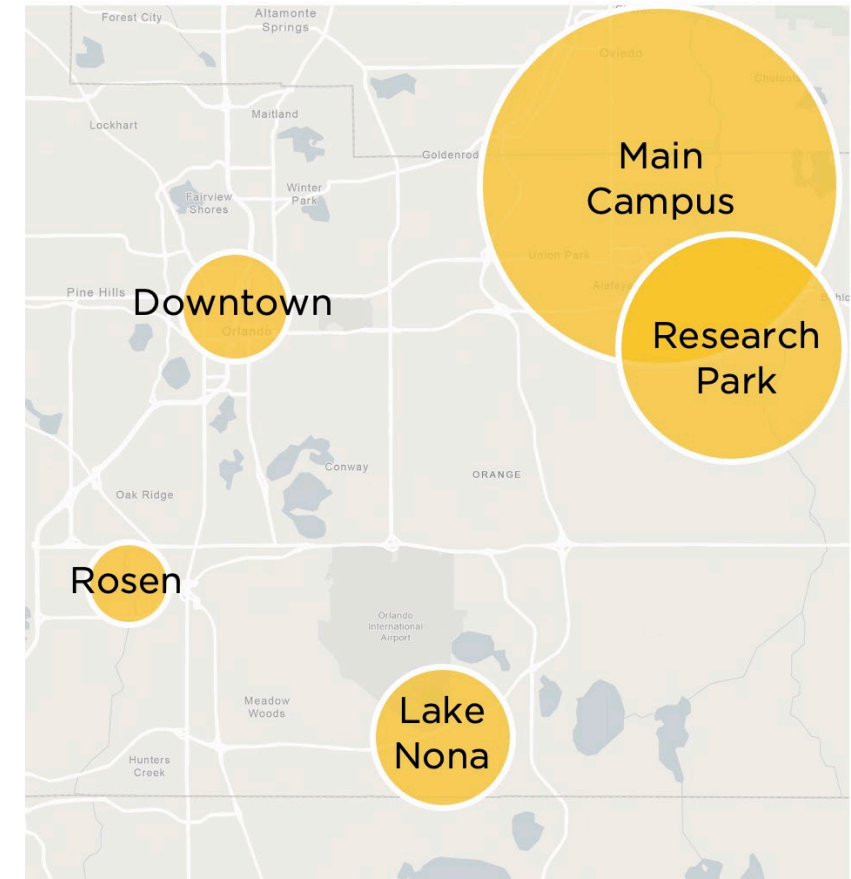 Forest City
Altamonte
Springs
Oviedo
Maitland
Lockhart
Goldenrod
Main
Campus
Winter
Park
Fairview
Shores
Union Park
Pine Hills
Downtown
Orlando
Research
Park
Conway
ORANGE
Oak Ridge
Rosen
Orlando
International
Airport
Meadow
Woods
Lake
Nona
Hunters
Creek